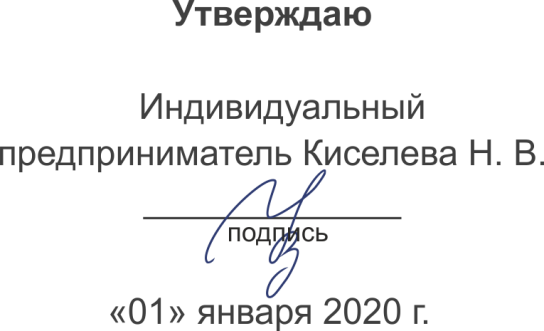 Утверждаю
Индивидуальный
предприниматель Киселева Н. В.
подпись
«01» января 2020 г.